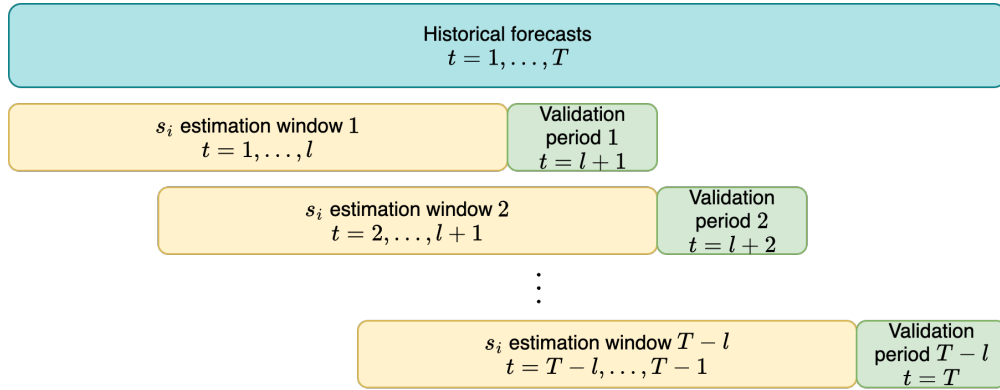 Historical forecasts
t = 1, . . . , T
s_i estimation window 1
t = 1, . . . , l
Validation
period 1
t = l + 1
s_i estimation window 2
t = 2, . . . , l + 1
Validation
period 2
t = l + 2
⋮
s_i estimation window T − l
t = T − l, . . . , T − 1
Validation
period T − l
t = T